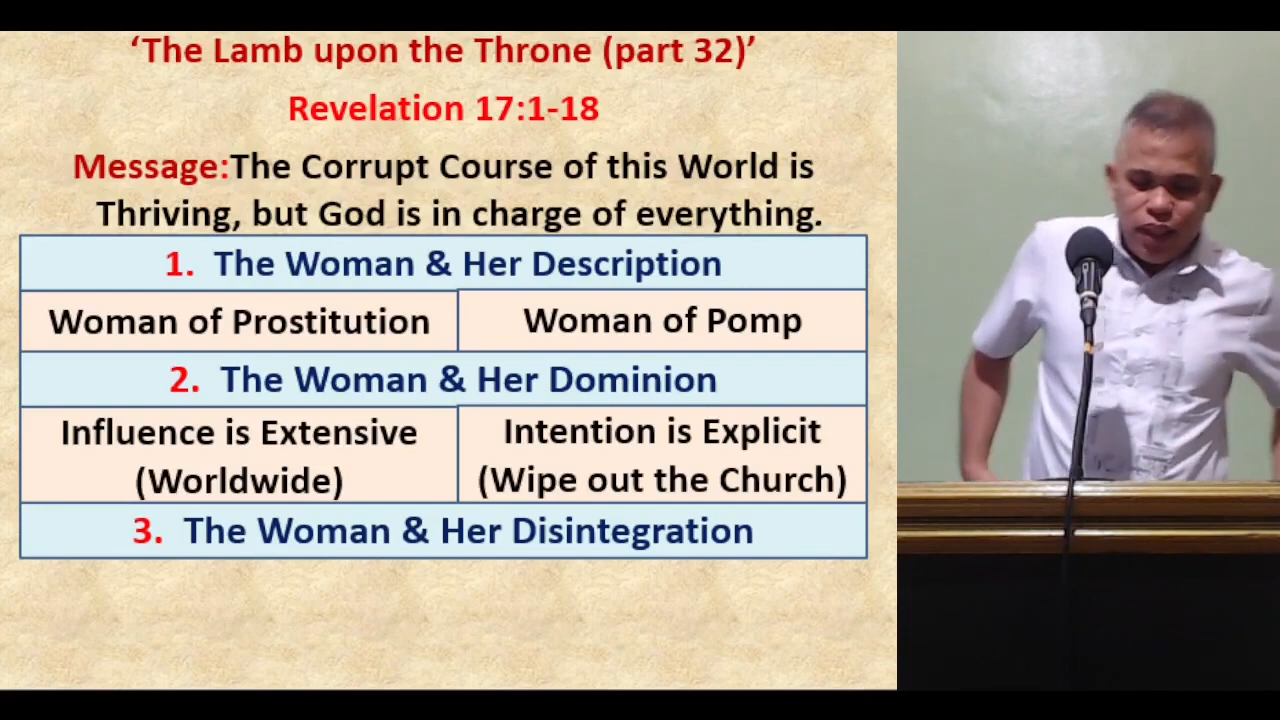 ‘The Lamb upon the Throne (part 32)’
Revelation 17:1-18
Message:The Corrupt Course of this World is
Thriving, but God is in charge of everything.
1. The Woman & Her Description
Woman of Prostitution
Woman of Pomp
2. The Woman & Her Dominion
Influence is Extensive
(Worldwide)
Intention is Explicit
(Wipe out the Church)
3. The Woman & Her Disintegration